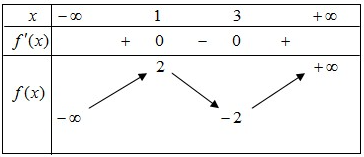 x −∞ 1 3 +∞
f′(x) + 0 − 0 +
2 +∞
f(x)
−∞ −2